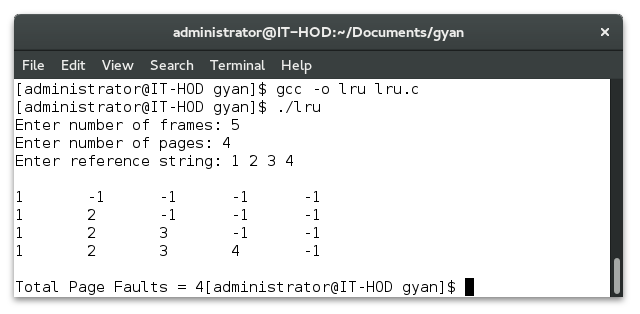 administrator@IT-HOD:~/Documents/gyan ×
File Edit View Search Terminal Help
[administrator@IT-HOD gyan]$ gcc -o lru lru.c
[administrator@IT-HOD gyan]$ ./lru
Enter number of frames: 5
Enter number of pages: 4
Enter reference string: 1 2 3 4
1 -1 -1 -1 -1
1 2 -1 -1 -1
1 2 3 -1 -1
1 2 3 4 -1
Total Page Faults = 4[administrator@IT-HOD gyan]$